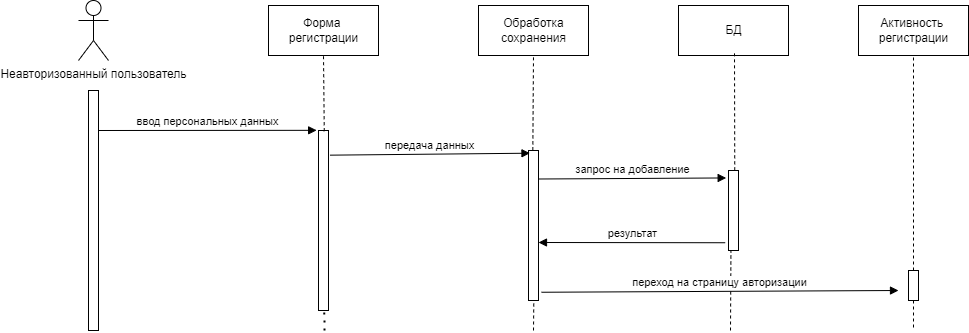 Форма
регистрации
Обработка
сохранения
БД
Активность
регистрации
Неавторизованный пользователь
ввод персональных данных
передача данных
запрос на добавление
результат
переход на страницу авторизации